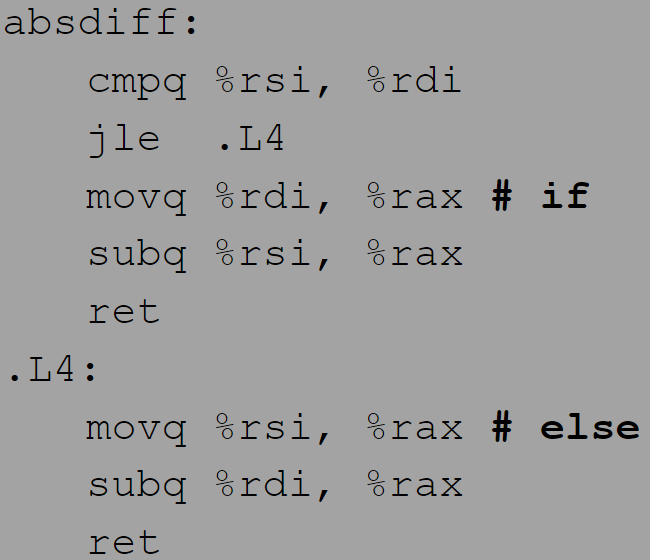 absdiff:
cmpq %rsi, %rdi
jle .L4
movq %rdi, %rax # if
subq %rsi, %rax
ret
.L4:
movq %rsi, %rax # else
subq %rdi, %rax
ret